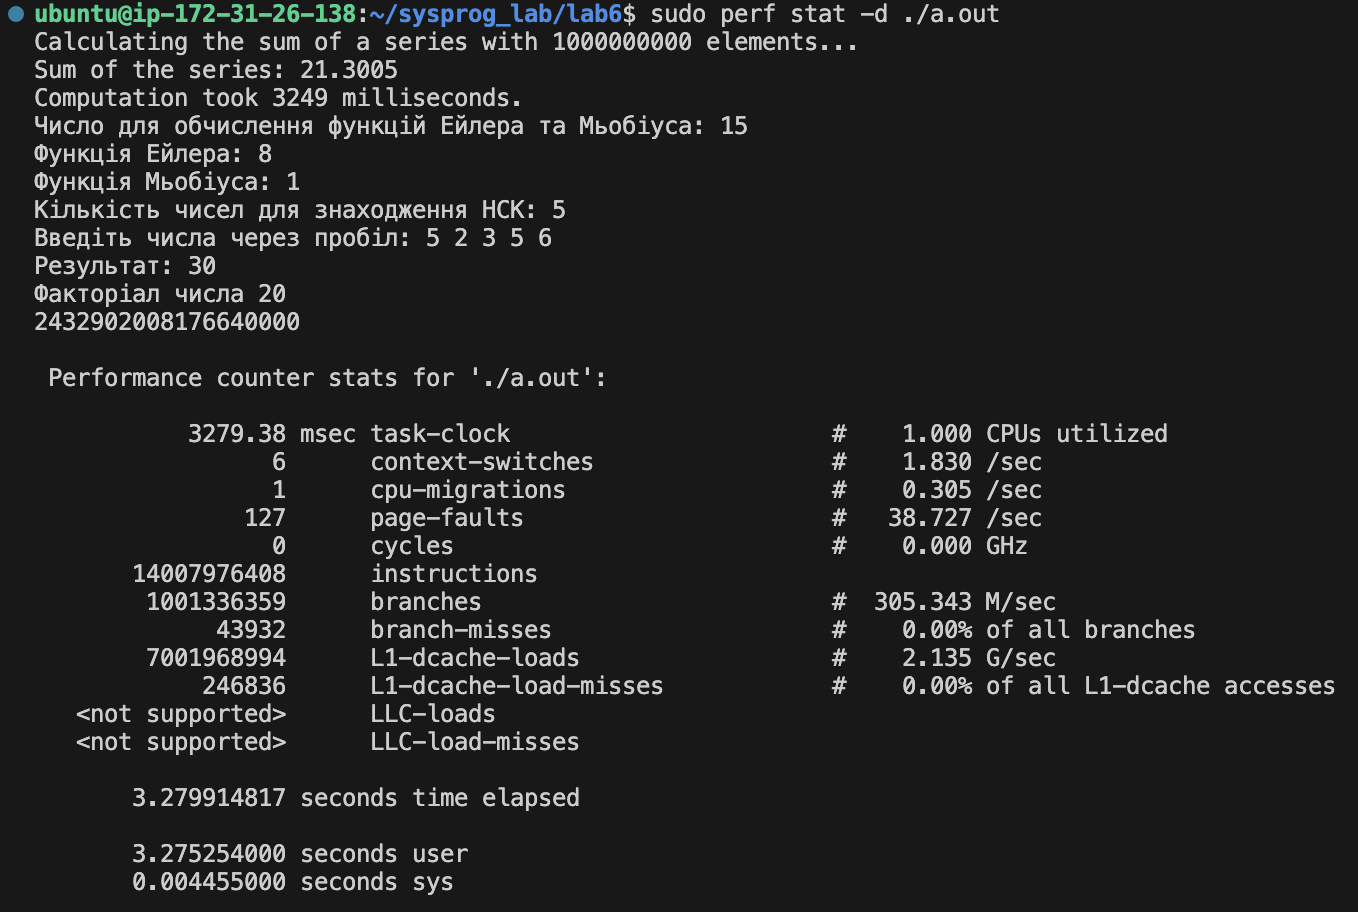 ubuntu@ip-172-31-26-138:~/sysprog_lab/lab6$ sudo perf stat -d ./a.out
Calculating the sum of a series with 1000000000 elements...
Sum of the series: 21.3005
Computation took 3249 milliseconds.
Число для обчислення функцій Ейлера та Мьобіуса: 15
Функція Ейлера: 8
Функція Мьобіуса: 1
Кількість чисел для знаходження НСК: 5
Введіть числа через пробіл: 5 2 3 5 6
Результат: 30
Факторіал числа 20
2432902008176640000
Performance counter stats for './a.out':
3279.38 msec task-clock # 1.000 CPUs utilized
6 context-switches # 1.830 /sec
1 cpu-migrations # 0.305 /sec
127 page-faults # 38.727 /sec
0 cycles # 0.000 GHz
14007976408 instructions
1001336359 branches # 305.343 M/sec
43932 branch-misses # 0.00% of all branches
7001968994 L1-dcache-loads # 2.135 G/sec
246836 L1-dcache-load-misses # 0.00% of all L1-dcache accesses
<not supported> LLC-loads
<not supported> LLC-load-misses
3.279914817 seconds time elapsed
3.275254000 seconds user
0.004455000 seconds sys